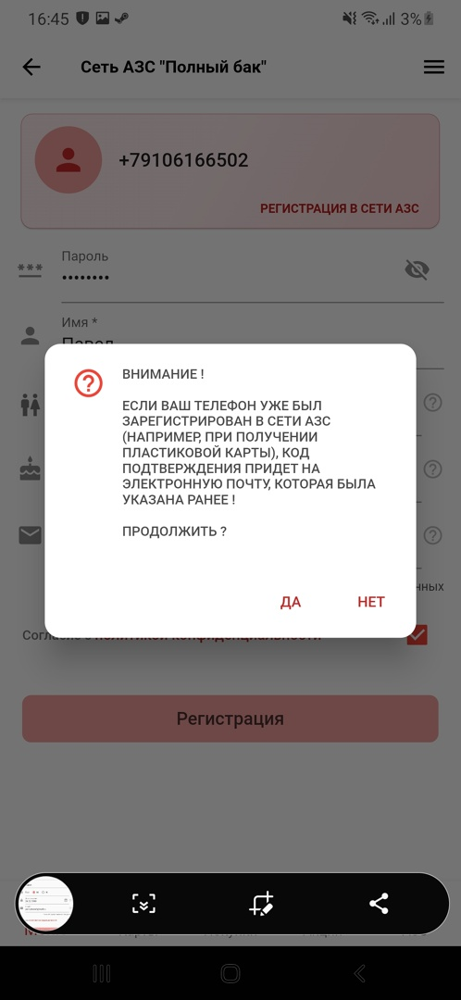 16:45
3%
Сеть АЗС "Полный бак"
+79106166502
РЕГИСТРАЦИЯ В СЕТИ АЗС
Пароль
••••••••
Имя *
Павел
ВНИМАНИЕ !
ЕСЛИ ВАШ ТЕЛЕФОН УЖЕ БЫЛ
ЗАРЕГИСТРИРОВАН В СЕТИ АЗС
(НАПРИМЕР, ПРИ ПОЛУЧЕНИИ
ПЛАСТИКОВОЙ КАРТЫ), КОД
ПОДТВЕРЖДЕНИЯ ПРИДЕТ НА
ЭЛЕКТРОННУЮ ПОЧТУ, КОТОРАЯ БЫЛА
УКАЗАНА РАНЕЕ !
ПРОДОЛЖИТЬ ?
ДА НЕТ
нных
Согласие с политикой конфиденциальности
Регистрация